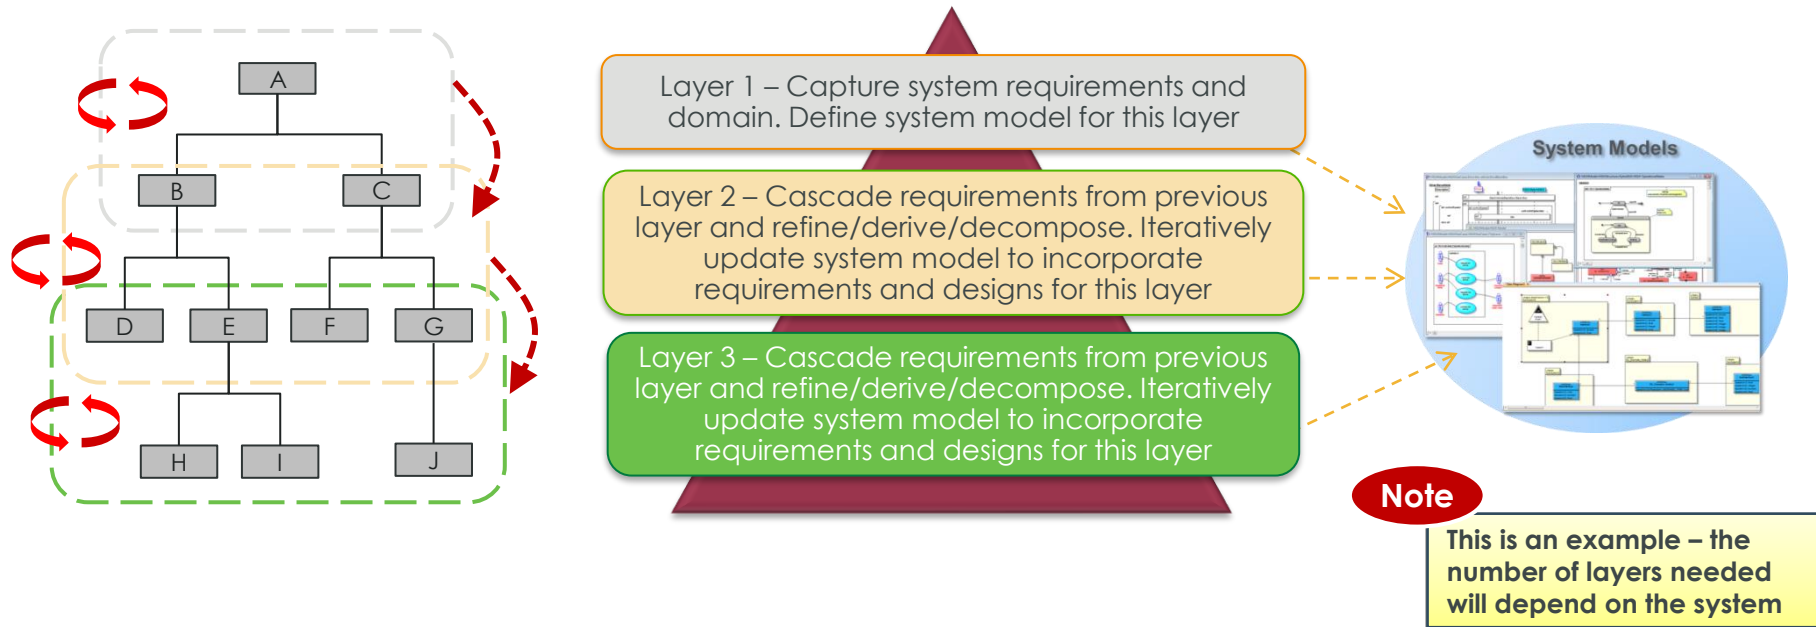 A
B
C
D
E
F
G
H
I
J
Layer 1 – Capture system requirements and
domain. Define system model for this layer
Layer 2 – Cascade requirements from previous
layer and refine/derive/decompose. Iteratively
update system model to incorporate
requirements and designs for this layer
Layer 3 – Cascade requirements from previous
layer and refine/derive/decompose. Iteratively
update system model to incorporate
requirements and designs for this layer
System Models
Note
This is an example – the
number of layers needed
will depend on the system